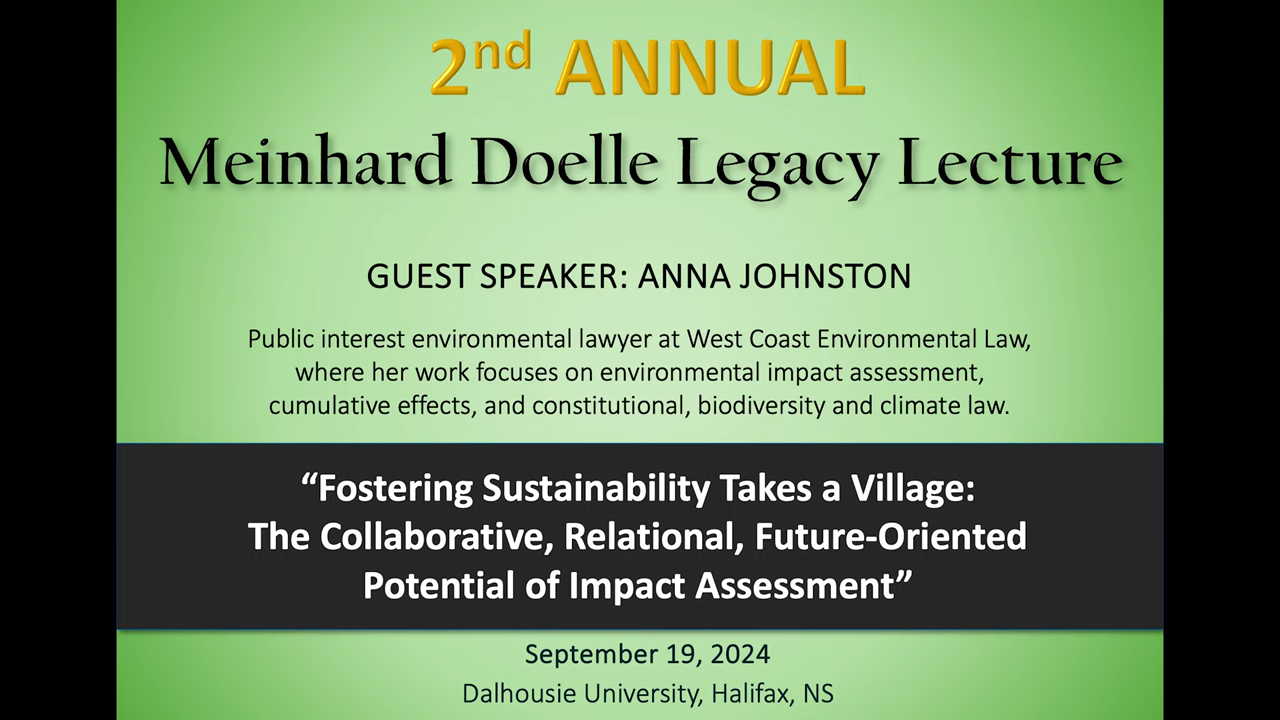 2nd ANNUAL
Meinhard Doelle Legacy Lecture
GUEST SPEAKER: ANNA JOHNSTON
Public interest environmental lawyer at West Coast Environmental Law,
where her work focuses on environmental impact assessment,
cumulative effects, and constitutional, biodiversity and climate law.
“Fostering Sustainability Takes a Village:
The Collaborative, Relational, Future-Oriented
Potential of Impact Assessment”
September 19, 2024
Dalhousie University, Halifax, NS